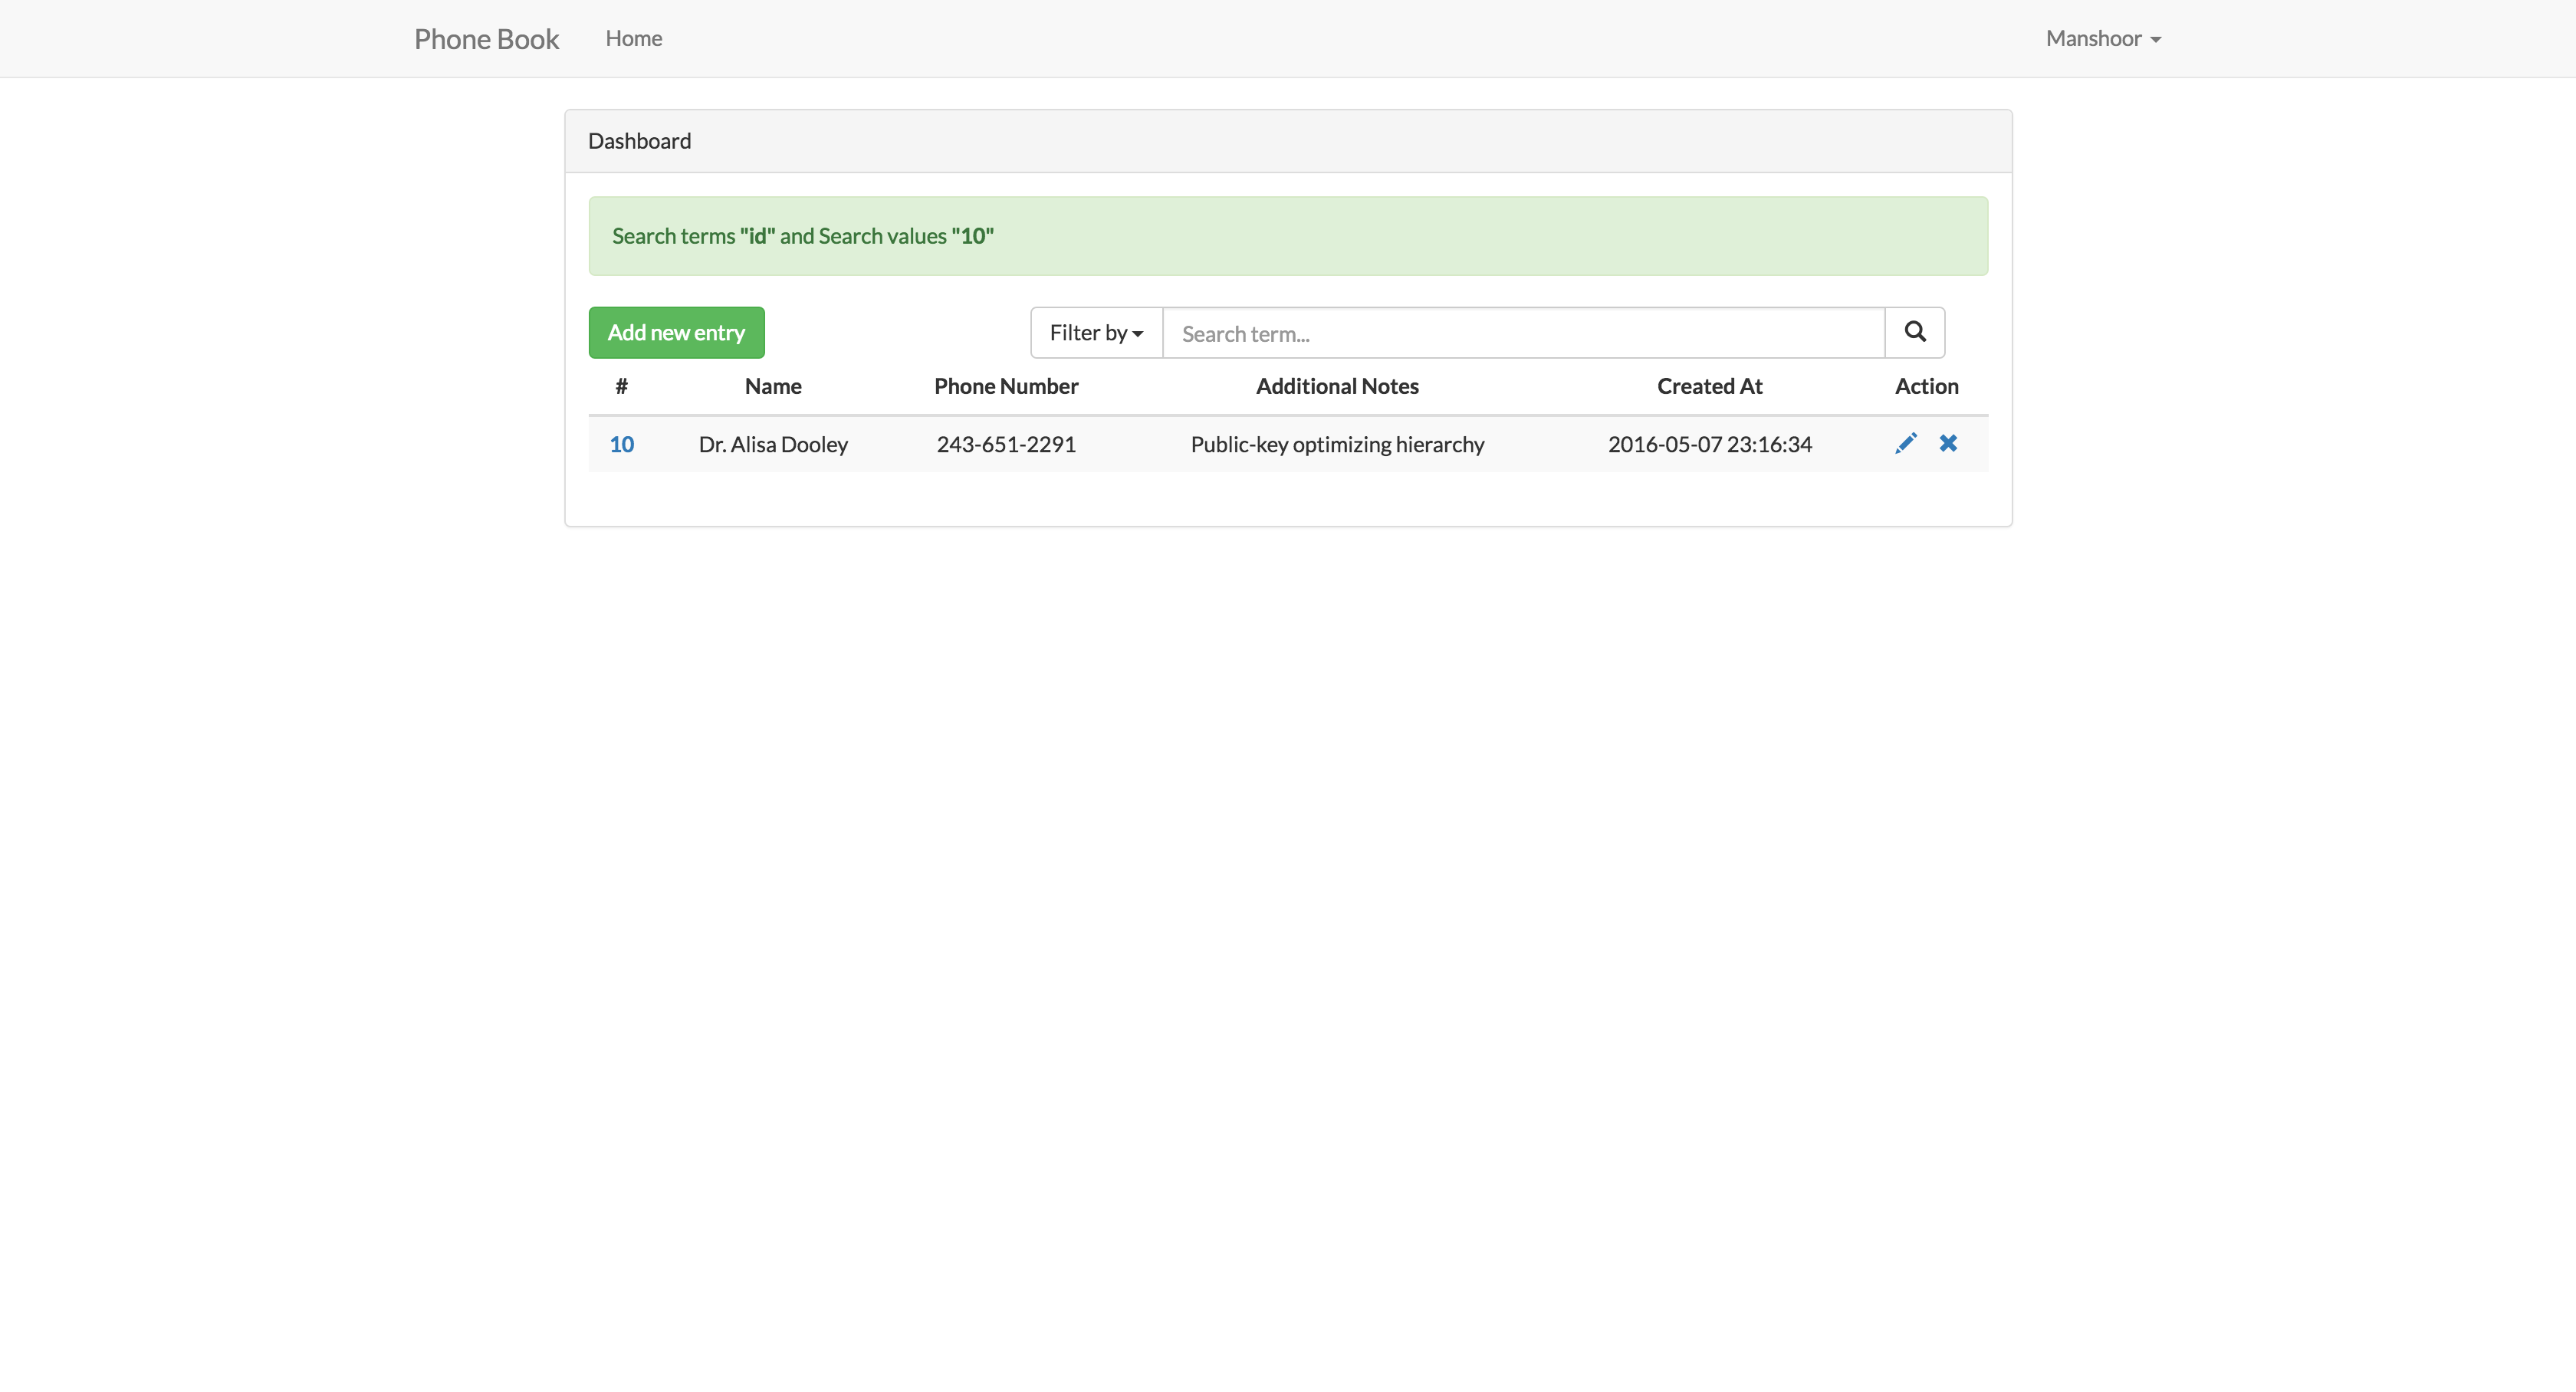 Phone Book Home Manshoor
Dashboard
Search terms "id" and Search values "10"
Add new entry Filter by Search term...
# Name Phone Number Additional Notes Created At Action
10 Dr. Alisa Dooley 243-651-2291 Public-key optimizing hierarchy 2016-05-07 23:16:34